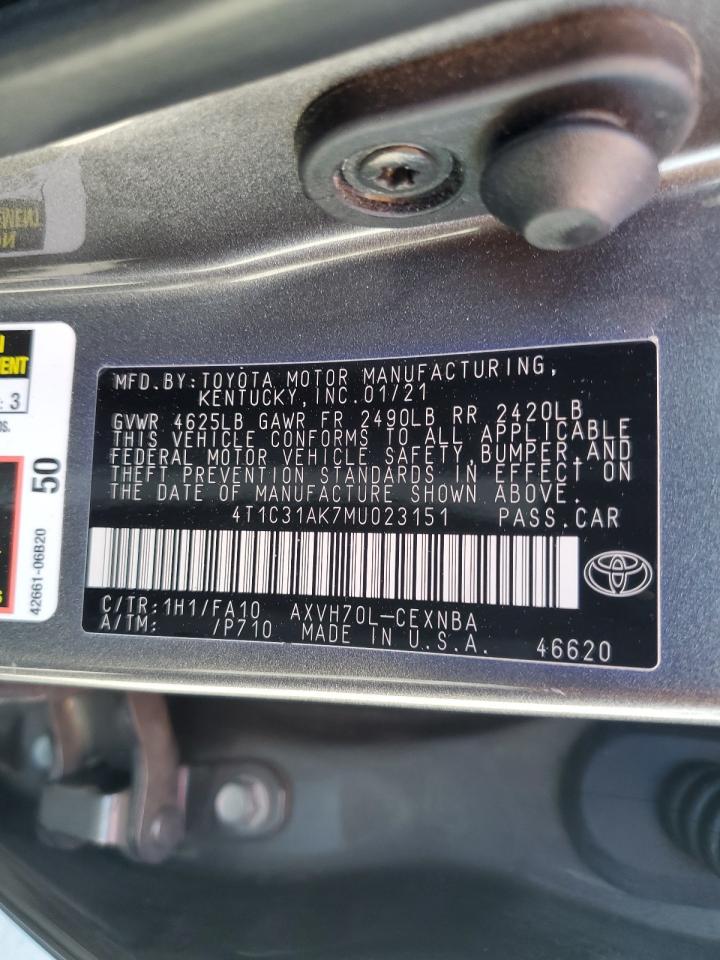 MENT
: 3
50
42661-06B20
MFD.BY:TOYOTA MOTOR MANUFACTURING,
KENTUCKY,INC.01/21
GVWR 4625LB GAWR FR 2490LB RR 2420LB
THIS VEHICLE CONFORMS TO ALL APPLICABLE
FEDERAL MOTOR VEHICLE SAFETY,BUMPER,AND
THEFT PREVENTION STANDARDS IN EFFECT ON
THE DATE OF MANUFACTURE SHOWN ABOVE.
4T1C31AK7MU023151 PASS.CAR
C/TR:1H1/FA10 AXVH70L-CEXNBA
A/TM: /P710 MADE IN U.S.A. 46620